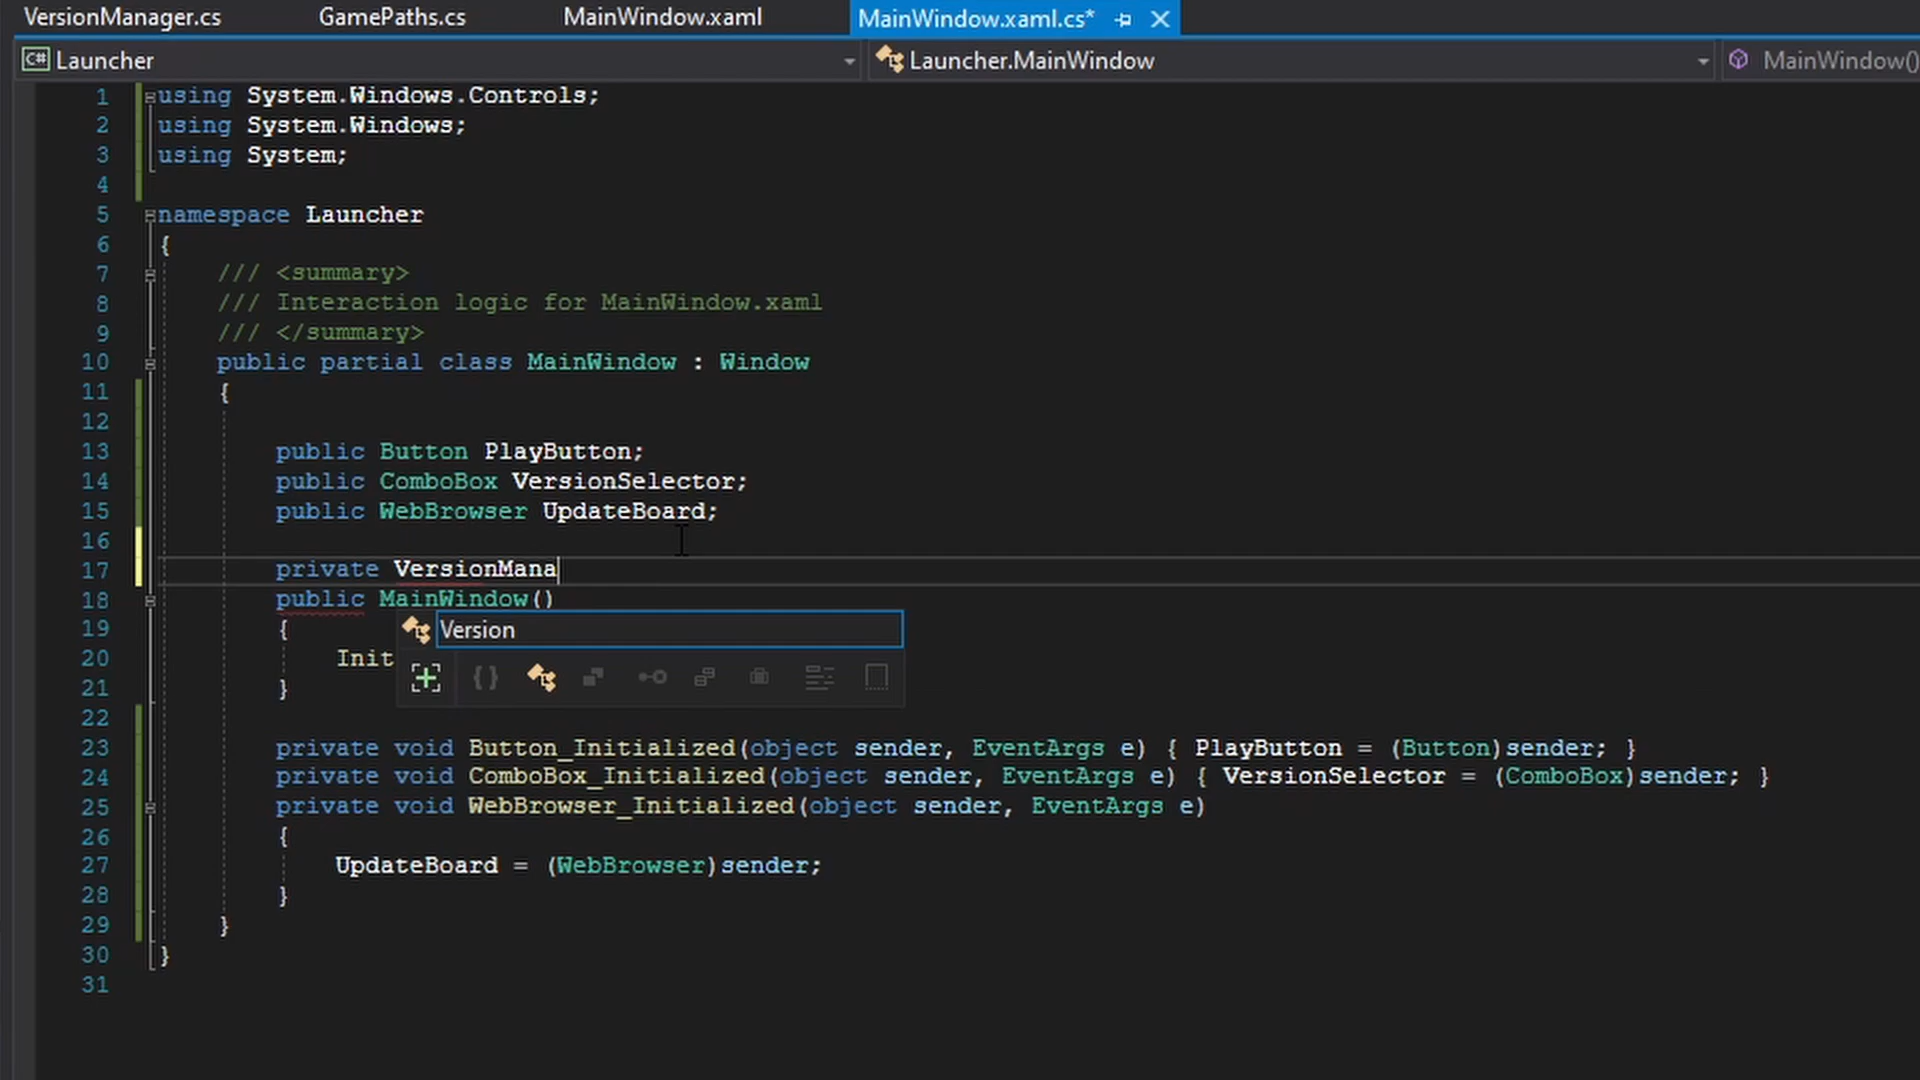 VersionManager.cs GamePaths.cs MainWindow.xaml MainWindow.xaml.cs*
C# Launcher Launcher.MainWindow MainWindow()
1 using System.Windows.Controls;
2 using System.Windows;
3 using System;
4
5 namespace Launcher
6 {
7 /// <summary>
8 /// Interaction logic for MainWindow.xaml
9 /// </summary>
10 public partial class MainWindow : Window
11 {
12
13 public Button PlayButton;
14 public ComboBox VersionSelector;
15 public WebBrowser UpdateBoard;
16
17 private VersionMana
18 public MainWindow()
19 {
Version
20 Init
21 }
22
23 private void Button_Initialized(object sender, EventArgs e) { PlayButton = (Button)sender; }
24 private void ComboBox_Initialized(object sender, EventArgs e) { VersionSelector = (ComboBox)sender; }
25 private void WebBrowser_Initialized(object sender, EventArgs e)
26 {
27 UpdateBoard = (WebBrowser)sender;
28 }
29 }
30 }
31